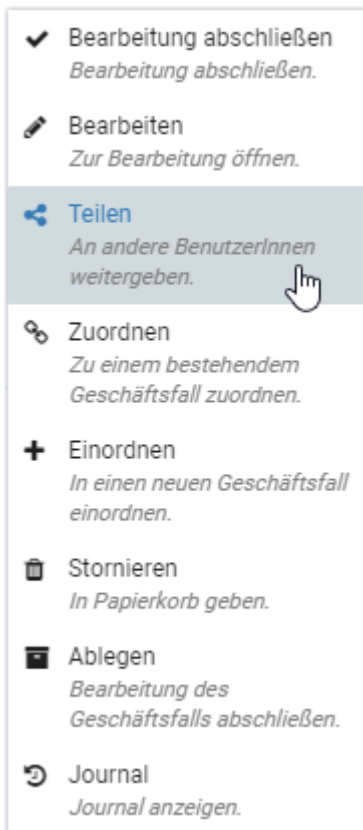 Bearbeitung abschließen
Bearbeitung abschließen.
Bearbeiten
Zur Bearbeitung öffnen.
Teilen
An andere BenutzerInnen
weitergeben.
Zuordnen
Zu einem bestehendem
Geschäftsfall zuordnen.
Einordnen
In einen neuen Geschäftsfall
einordnen.
Stornieren
In Papierkorb geben.
Ablegen
Bearbeitung des
Geschäftsfalls abschließen.
Journal
Journal anzeigen.